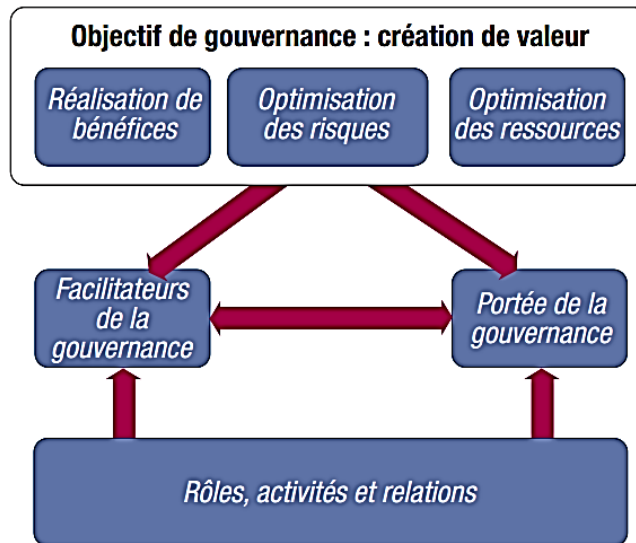 Objectif de gouvernance : création de valeur
Réalisation de
bénéfices
Optimisation
des risques
Optimisation
des ressources
Facilitateurs
de la
gouvernance
Portée de la
gouvernance
Rôles, activités et relations